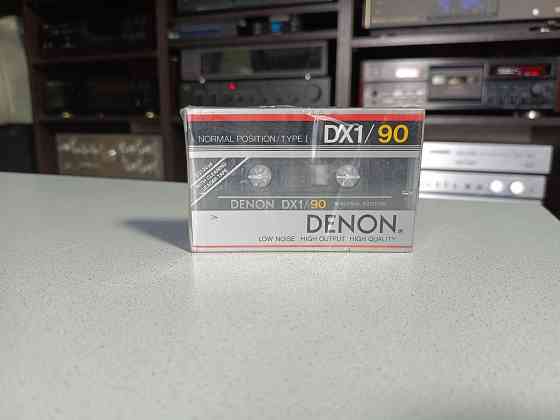 NORMAL POSITION/TYPE I DX1/90
DENON DX1/90
DENON
LOW NOISE HIGH OUTPUT HIGH QUALITY